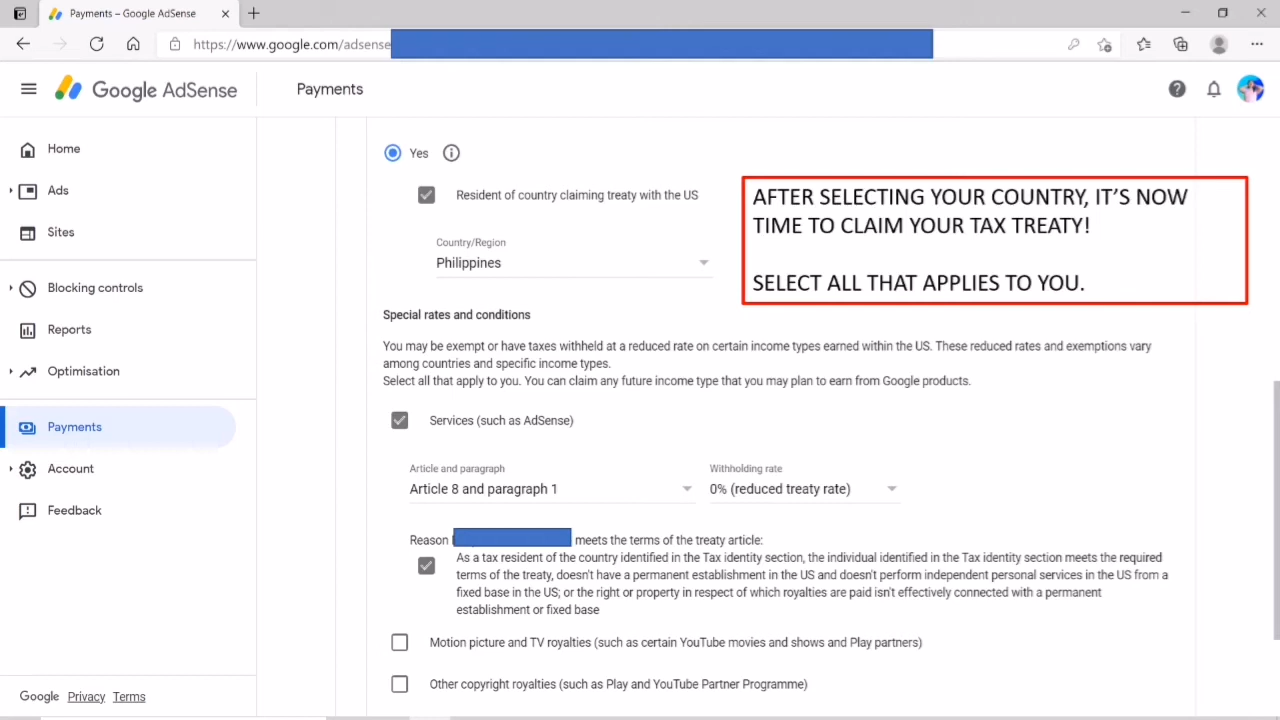 Payments – Google AdSense
https://www.google.com/adsense
Google AdSense
Payments
Home
Ads
Sites
Blocking controls
Reports
Optimisation
Payments
Account
Feedback
Google Privacy Terms
Yes
Resident of country claiming treaty with the US
Country/Region
Philippines
AFTER SELECTING YOUR COUNTRY, IT'S NOW
TIME TO CLAIM YOUR TAX TREATY!
SELECT ALL THAT APPLIES TO YOU.
Special rates and conditions
You may be exempt or have taxes withheld at a reduced rate on certain income types earned within the US. These reduced rates and exemptions vary
among countries and specific income types.
Select all that apply to you. You can claim any future income type that you may plan to earn from Google products.
Services (such as AdSense)
Article and paragraph Withholding rate
Article 8 and paragraph 1 0% (reduced treaty rate)
Reason meets the terms of the treaty article:
As a tax resident of the country identified in the Tax identity section, the individual identified in the Tax identity section meets the required
terms of the treaty, doesn't have a permanent establishment in the US and doesn't perform independent personal services in the US from a
fixed base in the US; or the right or property in respect of which royalties are paid isn't effectively connected with a permanent
establishment or fixed base
Motion picture and TV royalties (such as certain YouTube movies and shows and Play partners)
Other copyright royalties (such as Play and YouTube Partner Programme)